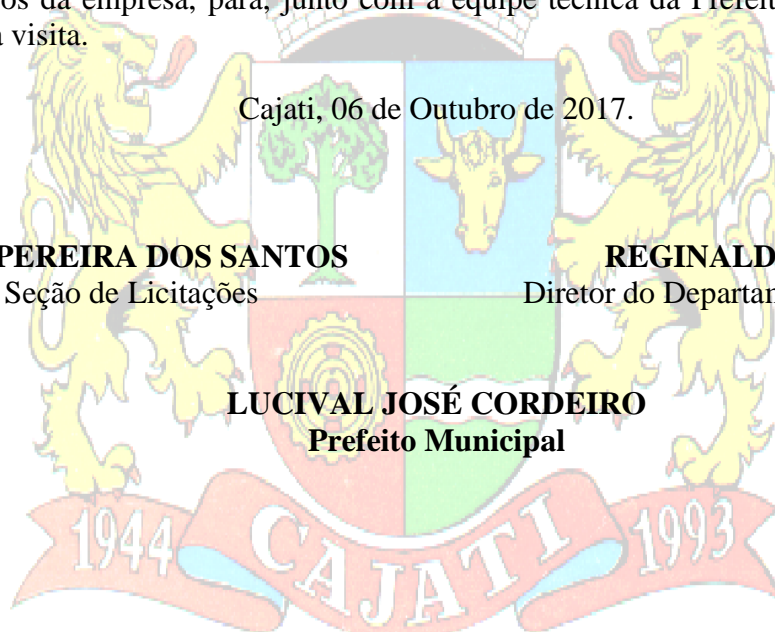 os da empresa, para, junto com a equipe técnica da Prefeit
a visita.
Cajati, 06 de Outubro de 2017.
PEREIRA DOS SANTOS
REGINALD
Seção de Licitações
Diretor do Departam
LUCIVAL JOSÉ CORDEIRO
Prefeito Municipal
1944 CAJATI 1993